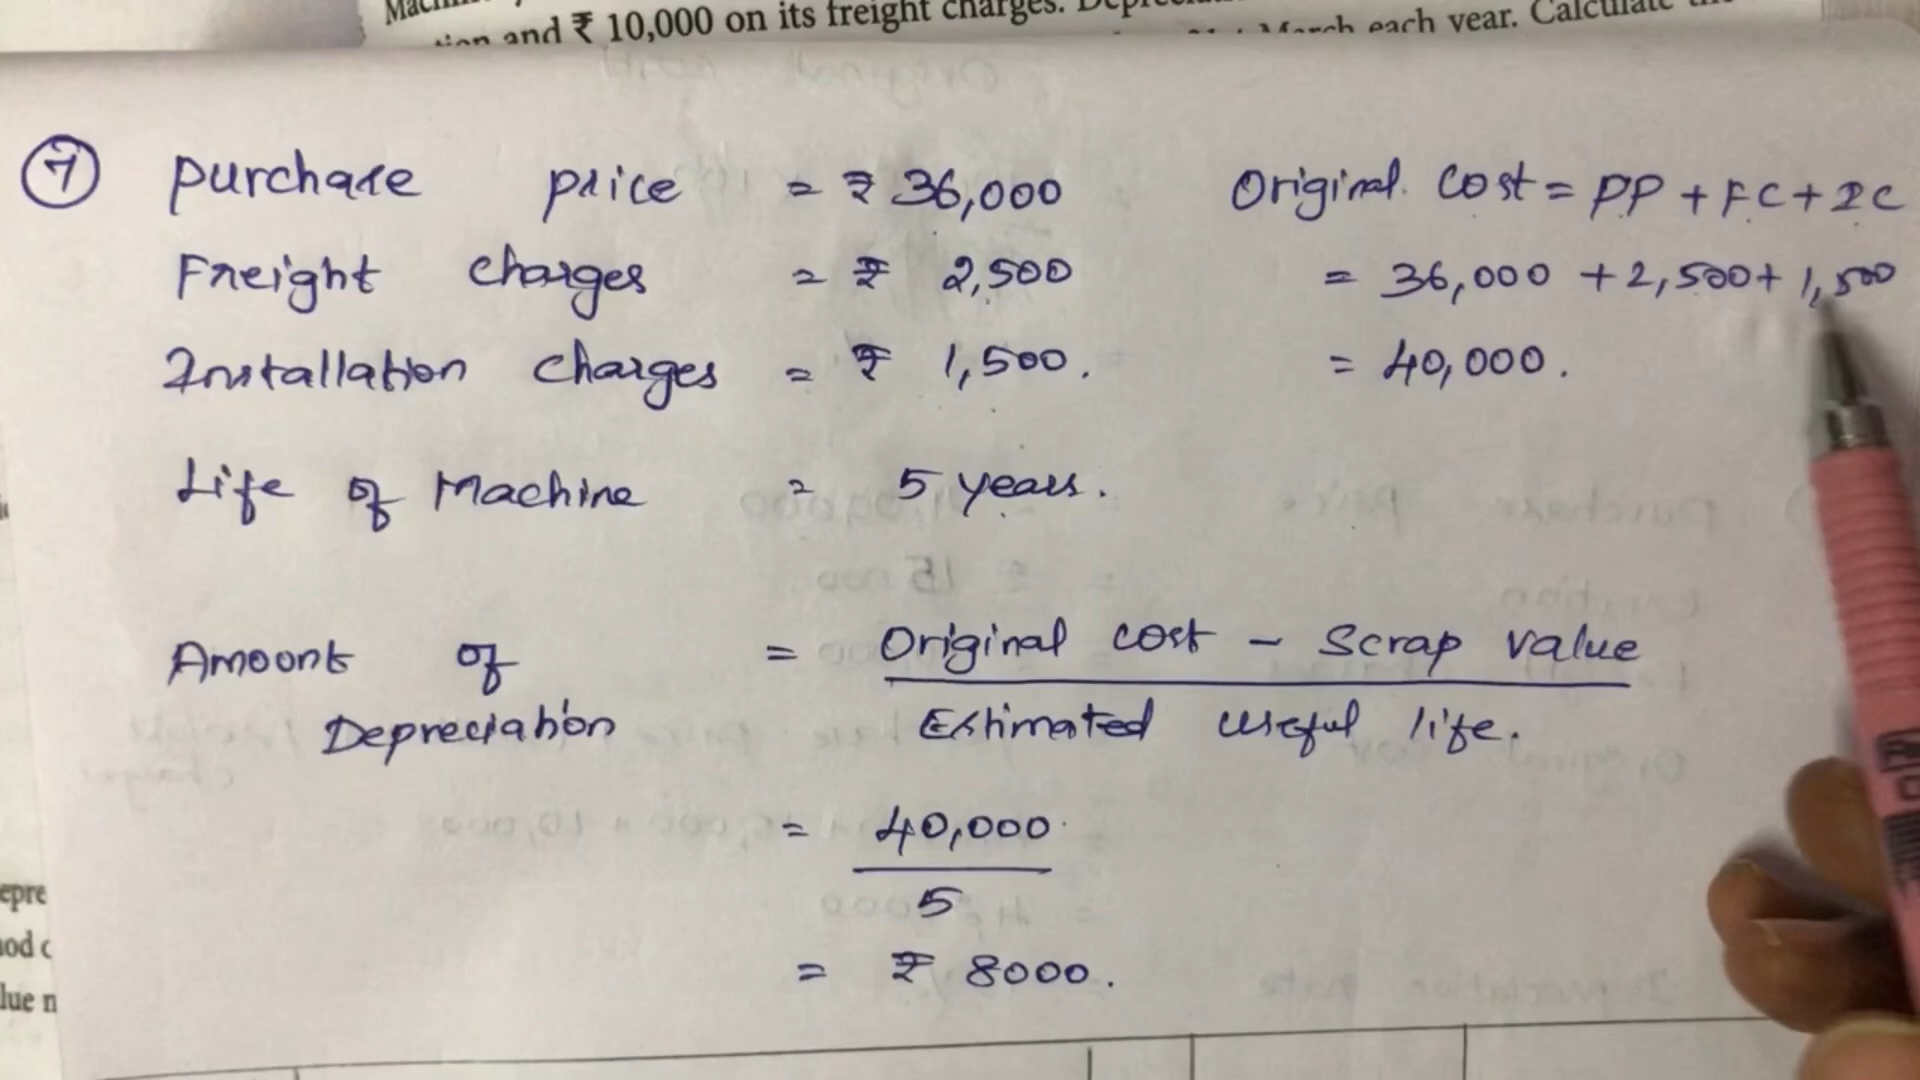 tion and ₹ 10,000 on its freight charges.
March each year. Calculate
7 Purchase price = ₹ 36,000
Original cost = PP + FC + IC
Freight charges = ₹ 2,500
= 36,000 + 2,500 + 1,500
Installation charges = ₹ 1,500.
= 40,000.
Life of Machine = 5 years.
Amount of Depreciation = Original cost - Scrap value
Estimated useful life.
= 40,000
5
= ₹ 8000.
epre
lue n